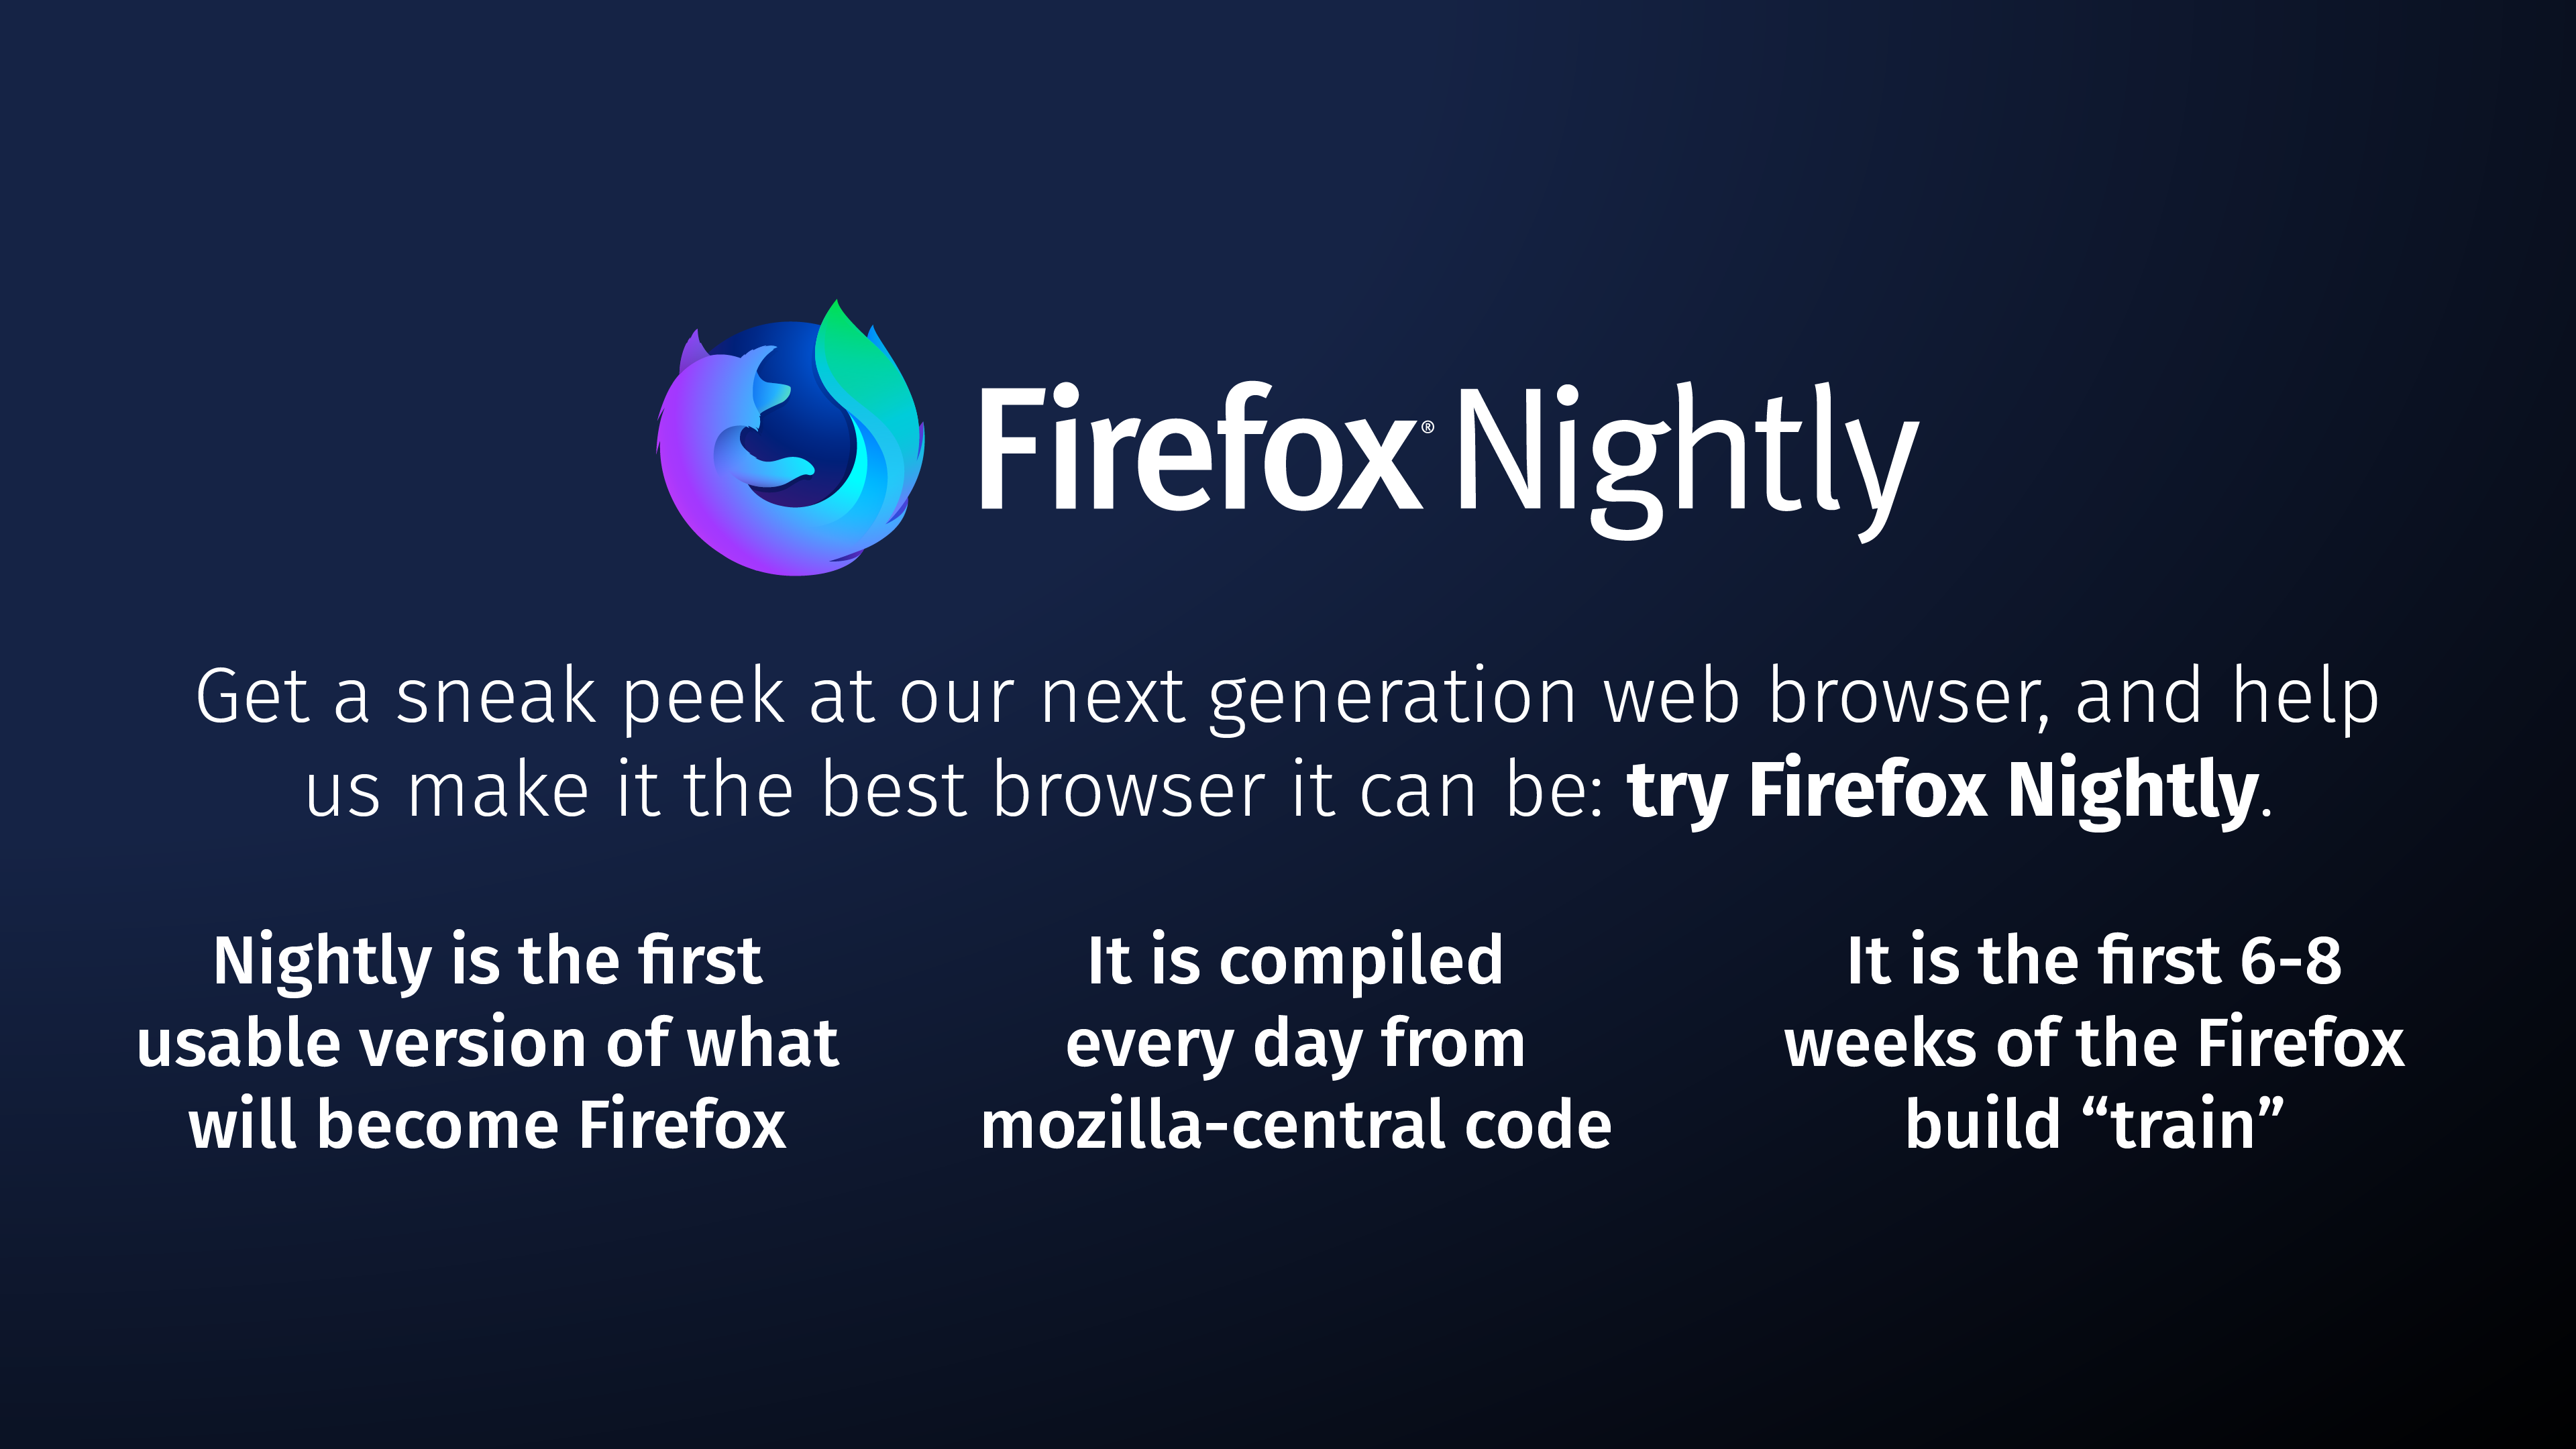 Firefox® Nightly
Get a sneak peek at our next generation web browser, and help
us make it the best browser it can be: try Firefox Nightly.
Nightly is the first
usable version of what
will become Firefox
It is compiled
every day from
mozilla-central code
It is the first 6-8
weeks of the Firefox
build “train”